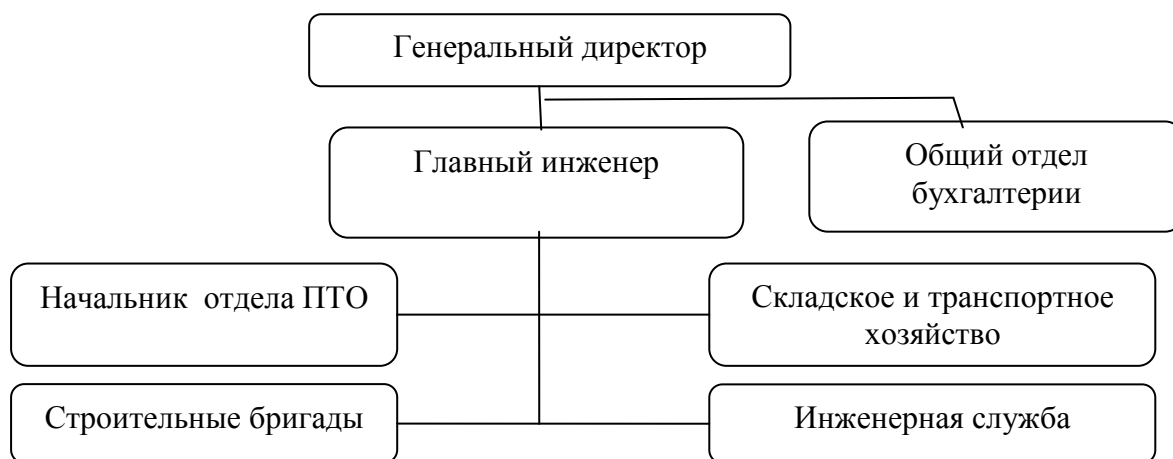 Генеральный директор
Главный инженер
Общий отдел
бухгалтерии
Начальник  отдела ПТО
Складское и транспортное
хозяйство
Строительные бригады
Инженерная служба